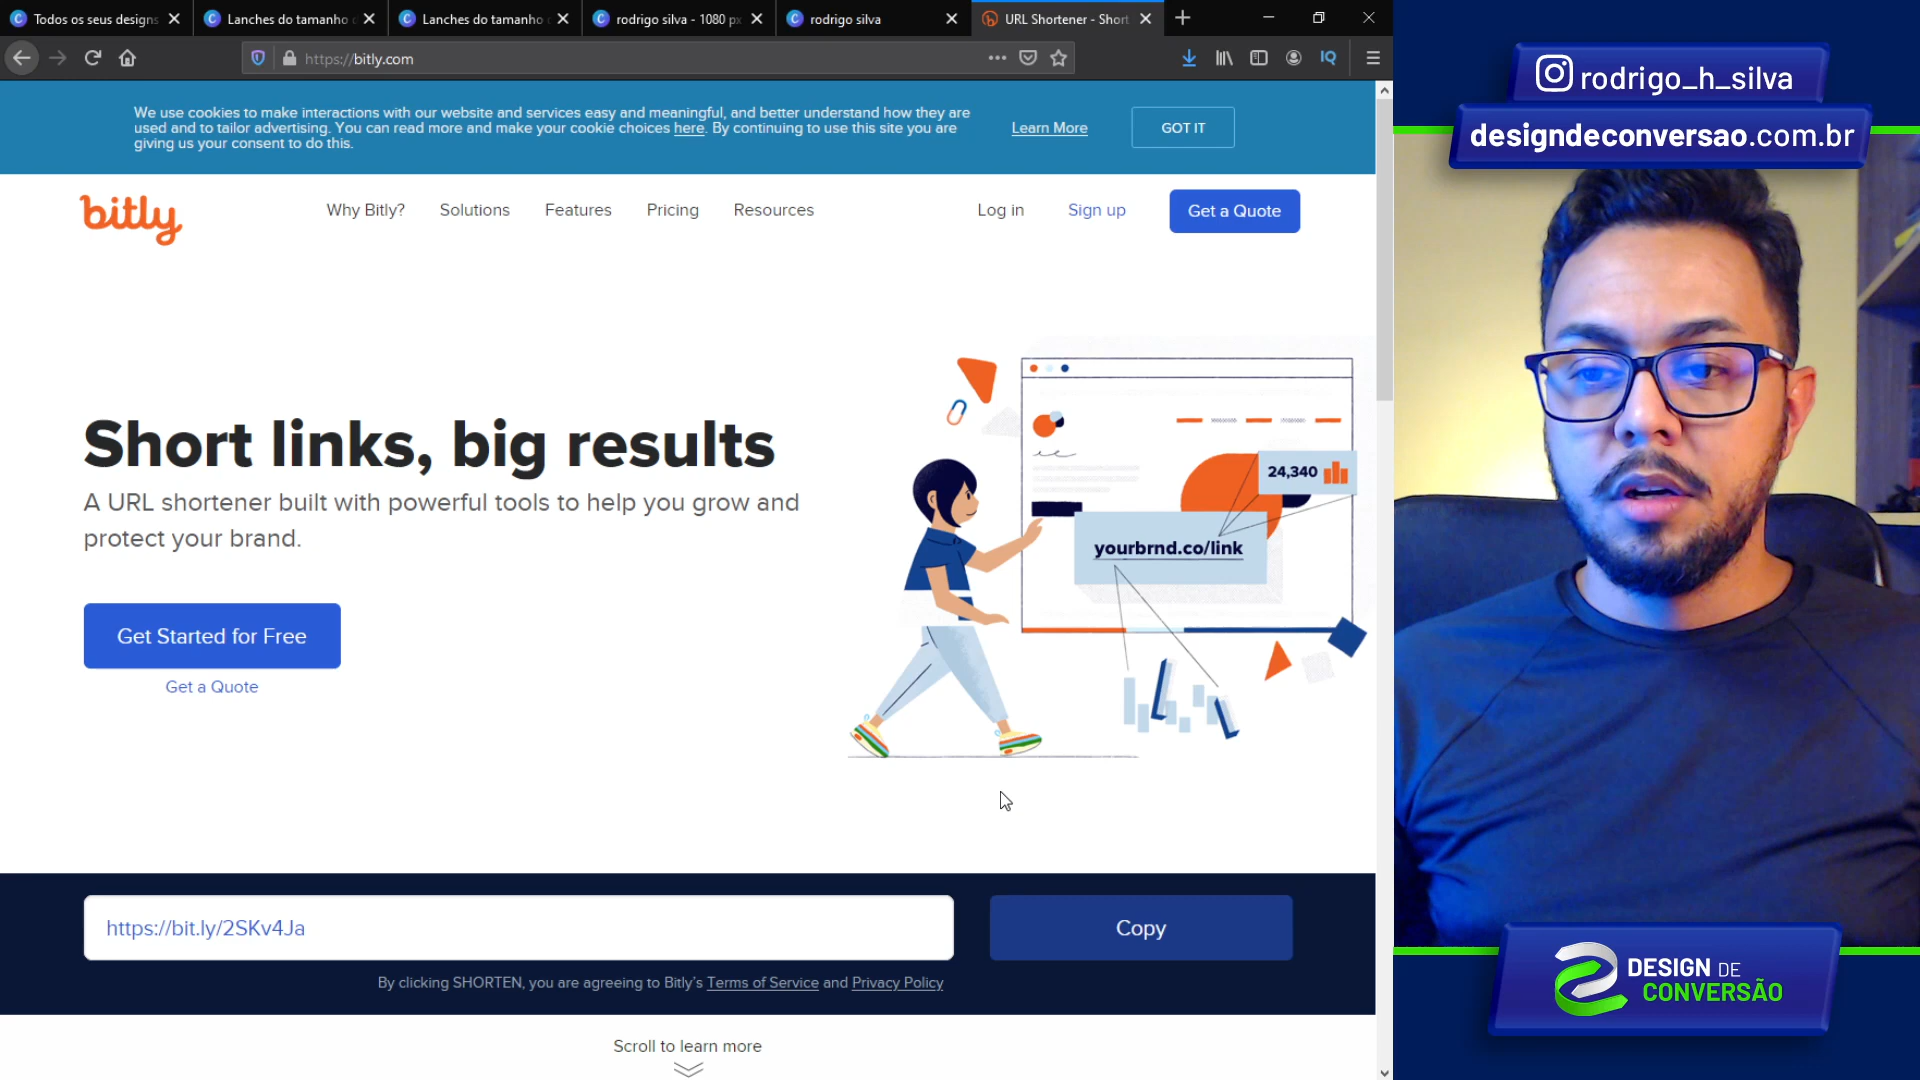 Todos os seus designs
Lanches do tamanho
Lanches do tamanho
rodrigo silva - 1080 px
rodrigo silva
URL Shortener - Short
https://bitly.com
IQ
We use cookies to make interactions with our website and services easy and meaningful, and better understand how they are
used and to tailor advertising. You can read more and make your cookie choices here. By continuing to use this site you are
giving us your consent to do this.
Learn More
GOT IT
bitly
Why Bitly?
Solutions
Features
Pricing
Resources
Log in
Sign up
Get a Quote
Short links, big results
A URL shortener built with powerful tools to help you grow and
protect your brand.
Get Started for Free
Get a Quote
24,340
yourbrnd.co/link
https://bit.ly/2SKv4Ja
Copy
By clicking SHORTEN, you are agreeing to Bitly's Terms of Service and Privacy Policy
Scroll to learn more
rodrigo_h_silva
designdeconversao.com.br
DESIGN DE
CONVERSÃO